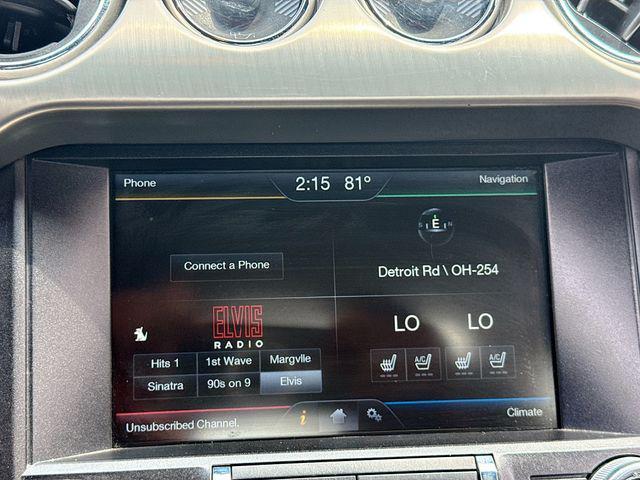 Phone
2:15 81°
Navigation
S E N
Connect a Phone
Detroit Rd \ OH-254
ELVIS
RADIO
LO LO
Hits 1 1st Wave Margvlle
Sinatra 90s on 9 Elvis
A/C A/C
Unsubscribed Channel.
i
Climate